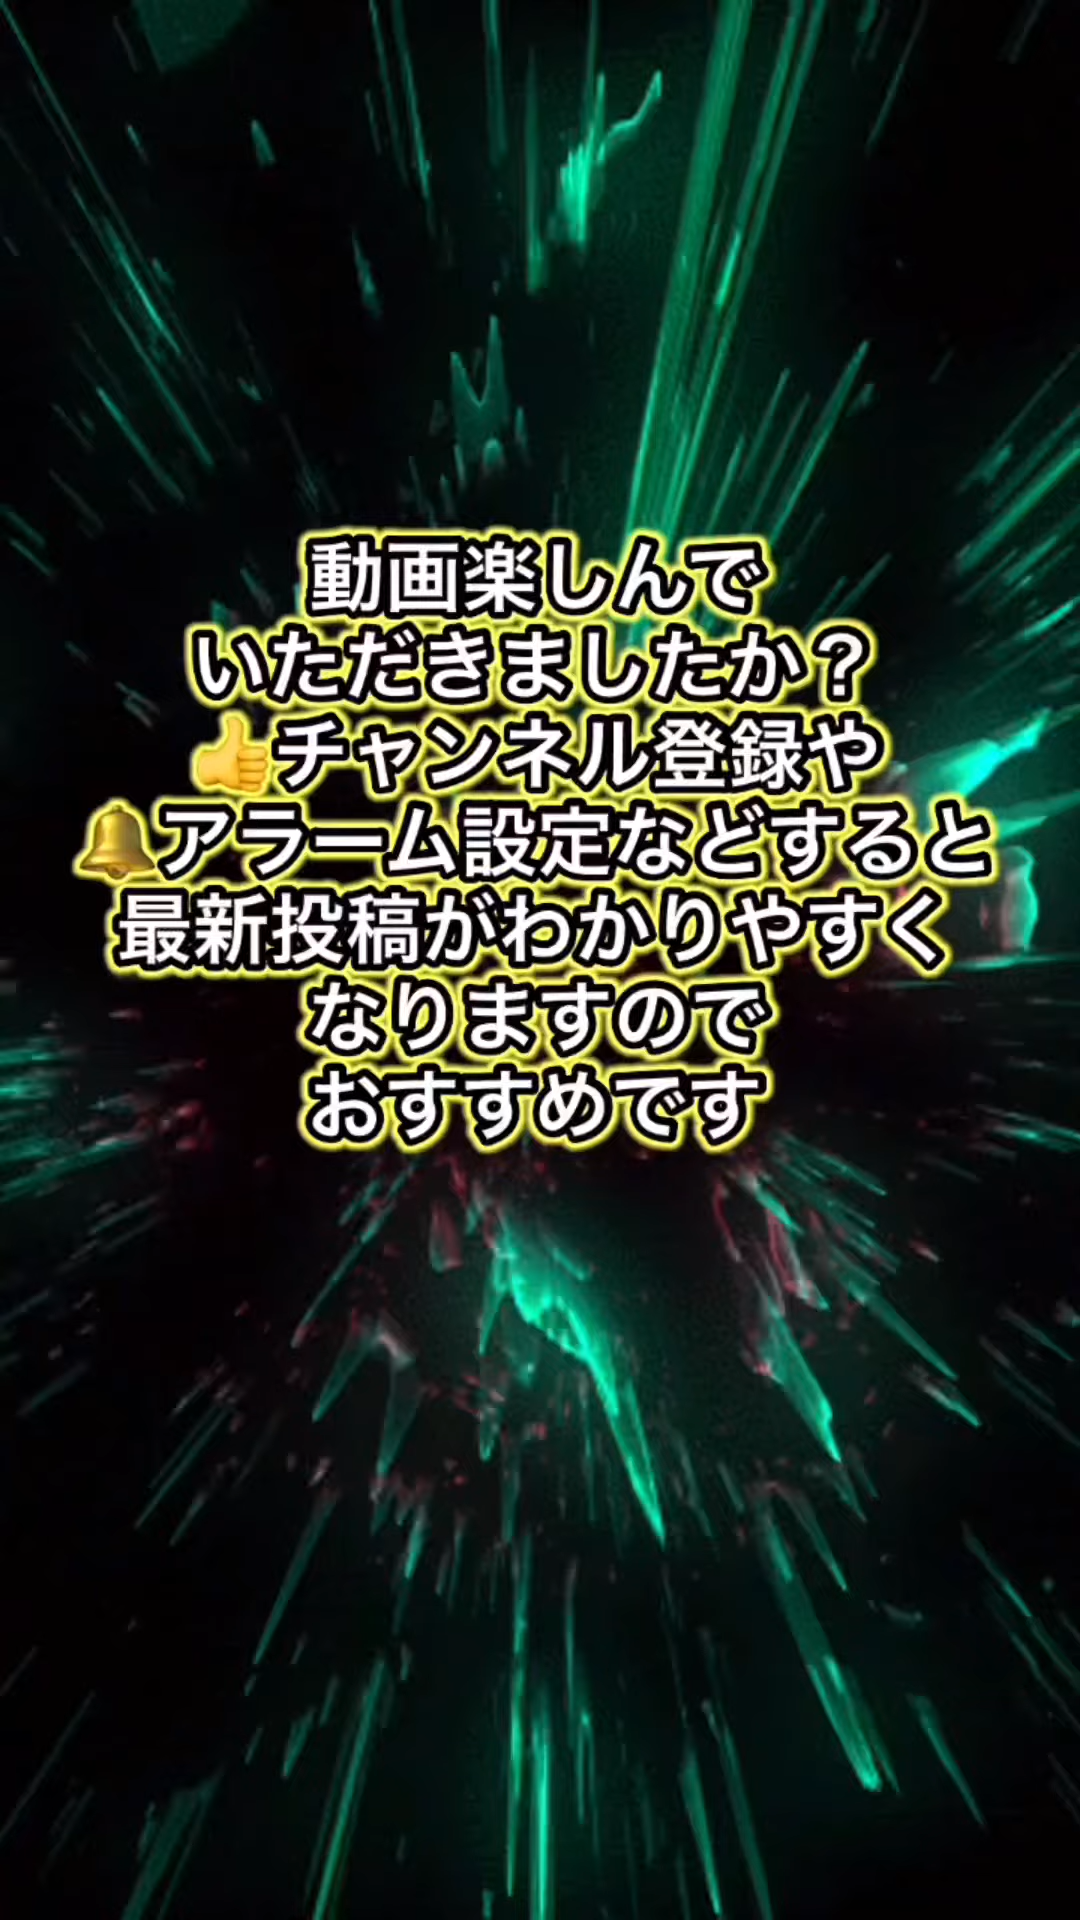 動画楽しんで
いただきましたか？
👍チャンネル登録や
🔔アラーム設定などすると
最新投稿がわかりやすく
なりますので
おすすめです